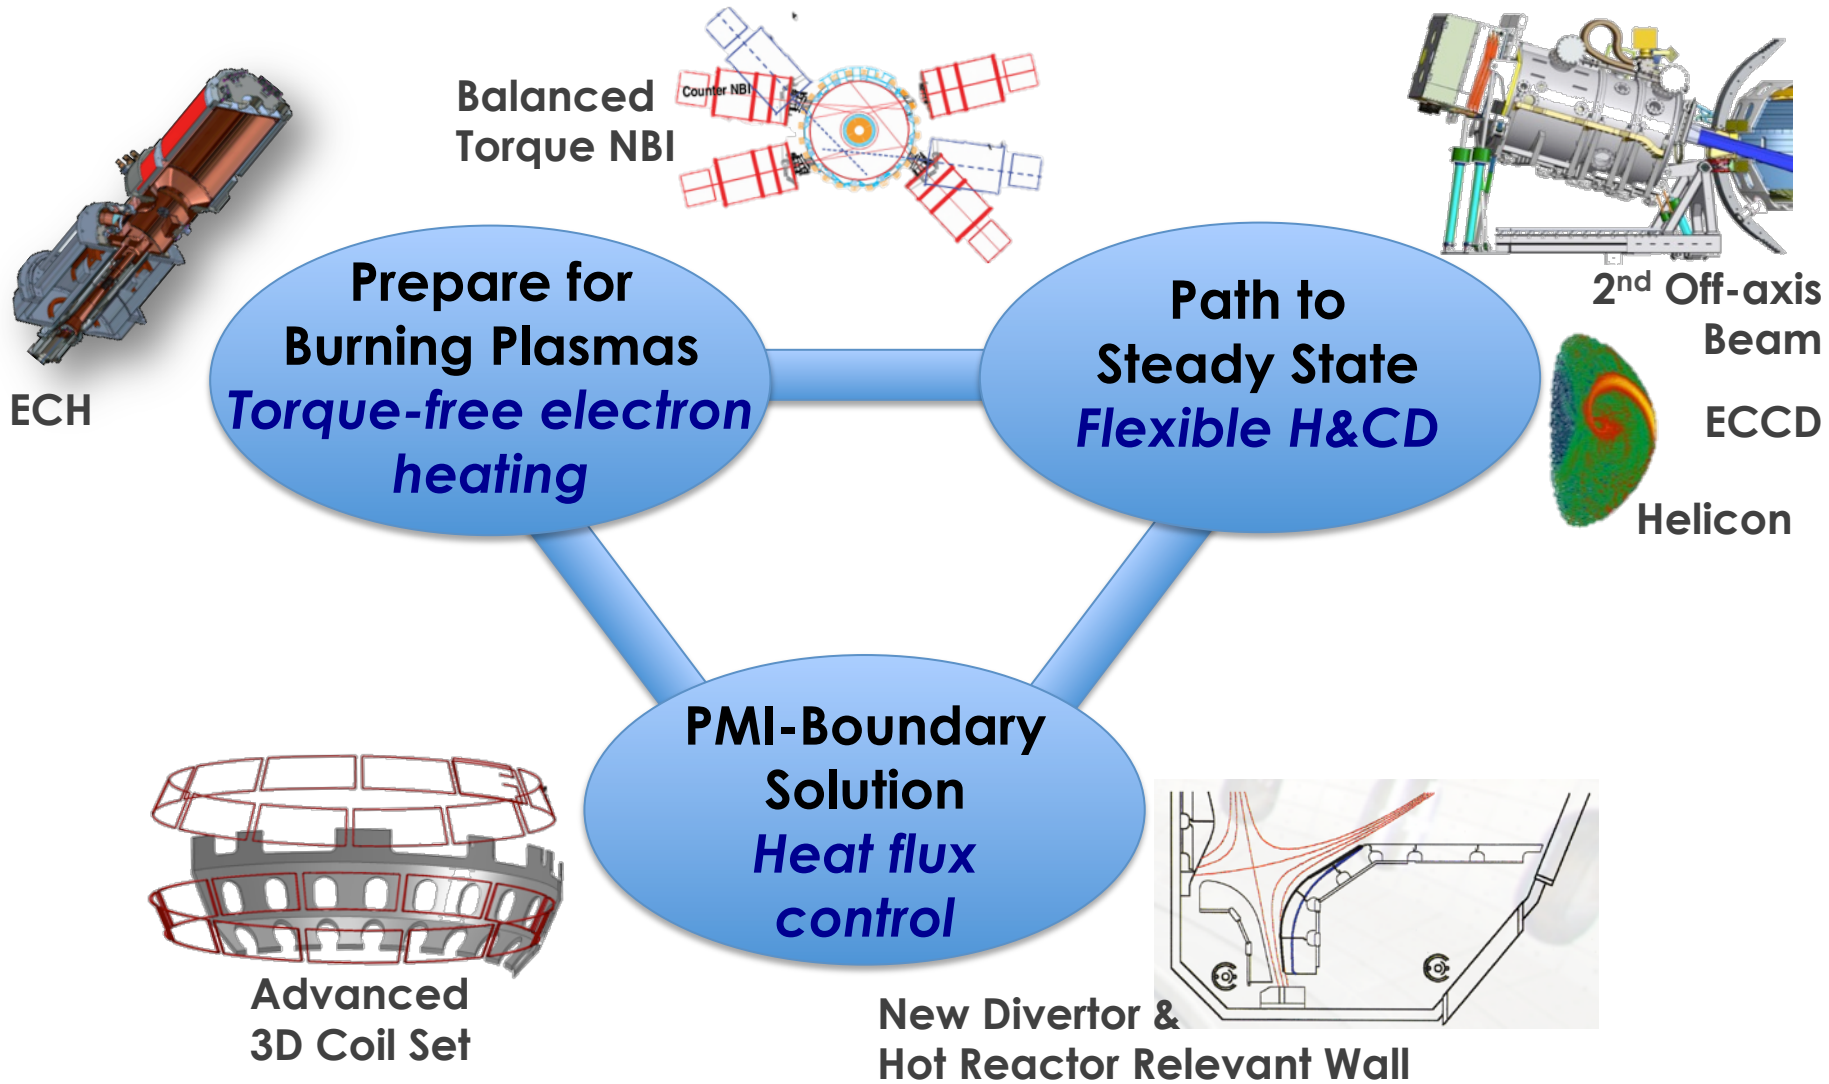 Balanced
Torque NBI
Counter NBI
ECH
Prepare for
Burning Plasmas
Torque-free electron
heating
Path to
Steady State
Flexible H&CD
2nd Off-axis
Beam
ECCD
Helicon
PMI-Boundary
Solution
Heat flux
control
Advanced
3D Coil Set
New Divertor &
Hot Reactor Relevant Wall